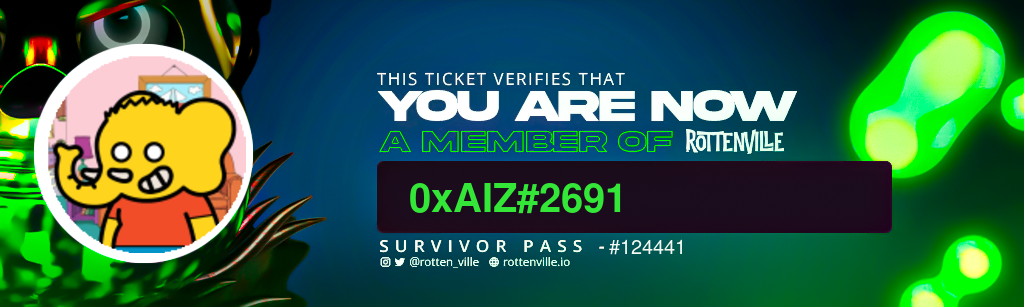 THIS TICKET VERIFIES THAT
YOU ARE NOW
A MEMBER OF ROTTENVILLE
0xAIZ#2691
SURVIVOR PASS - #124441
@rotten_ville rottenville.io